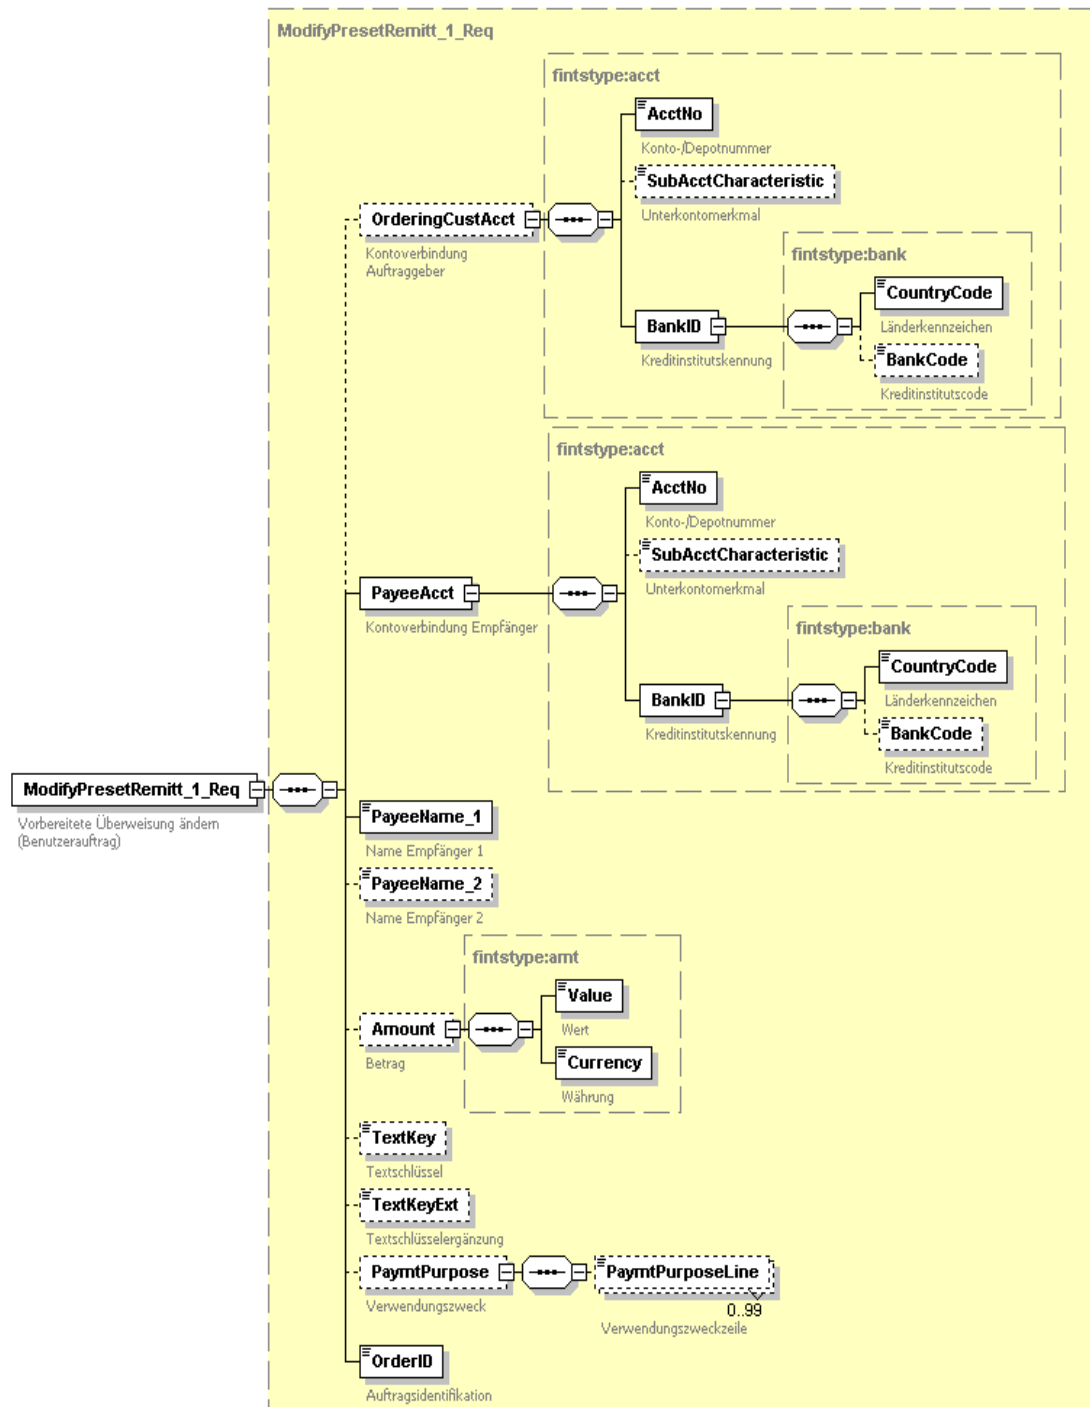 ModifyPresetRemitt_1_Req
fintstype:acct
AcctNo
Konto-/Depotnummer
SubAcctCharacteristic
Unterkontomerkmal
OrderingCustAcct
Kontoverbindung
Auftraggeber
fintstype:bank
CountryCode
Länderkennzeichen
BankID
Kreditinstitutskennung
BankCode
Kreditinstitutscode
fintstype:acct
AcctNo
Konto-/Depotnummer
SubAcctCharacteristic
Unterkontomerkmal
PayeeAcct
Kontoverbindung Empfänger
fintstype:bank
CountryCode
Länderkennzeichen
BankID
Kreditinstitutskennung
BankCode
Kreditinstitutscode
ModifyPresetRemitt_1_Req
Vorbereitete Überweisung ändern
(Benutzerauftrag)
PayeeName_1
Name Empfänger 1
PayeeName_2
Name Empfänger 2
fintstype:amt
Value
Wert
Amount
Betrag
Currency
Währung
TextKey
Textschlüssel
TextKeyExt
Textschlüsselergänzung
PaymtPurpose
Verwendungszweck
PaymtPurposeLine
0..99
Verwendungszweckzeile
OrderID
Auftragsidentifikation